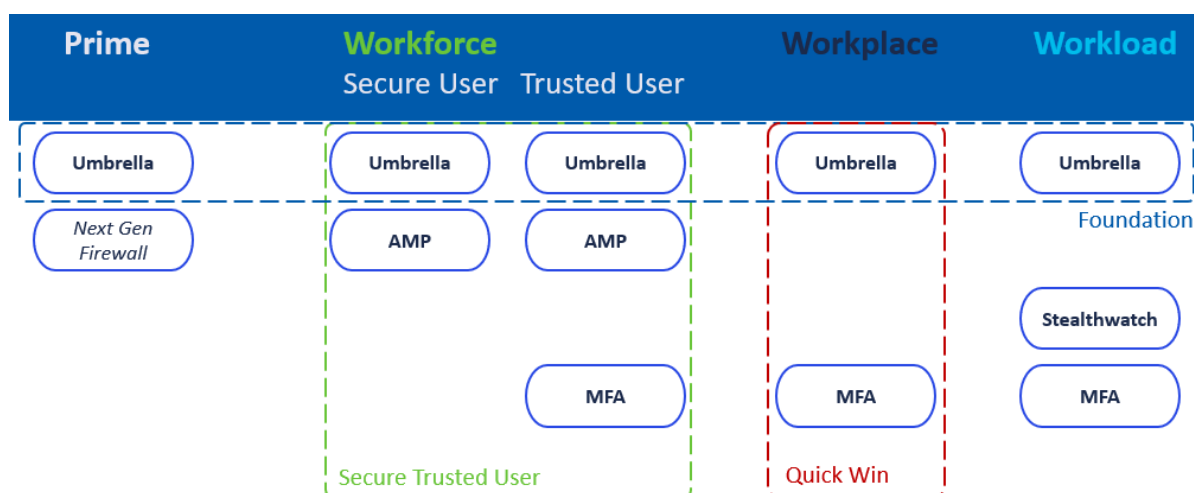 Prime
Workforce
Workplace
Workload
Secure User
Trusted User
Umbrella
Umbrella
Umbrella
Umbrella
Umbrella
Next Gen
Firewall
AMP
AMP
Foundation
Stealthwatch
MFA
MFA
MFA
Secure Trusted User
Quick Win